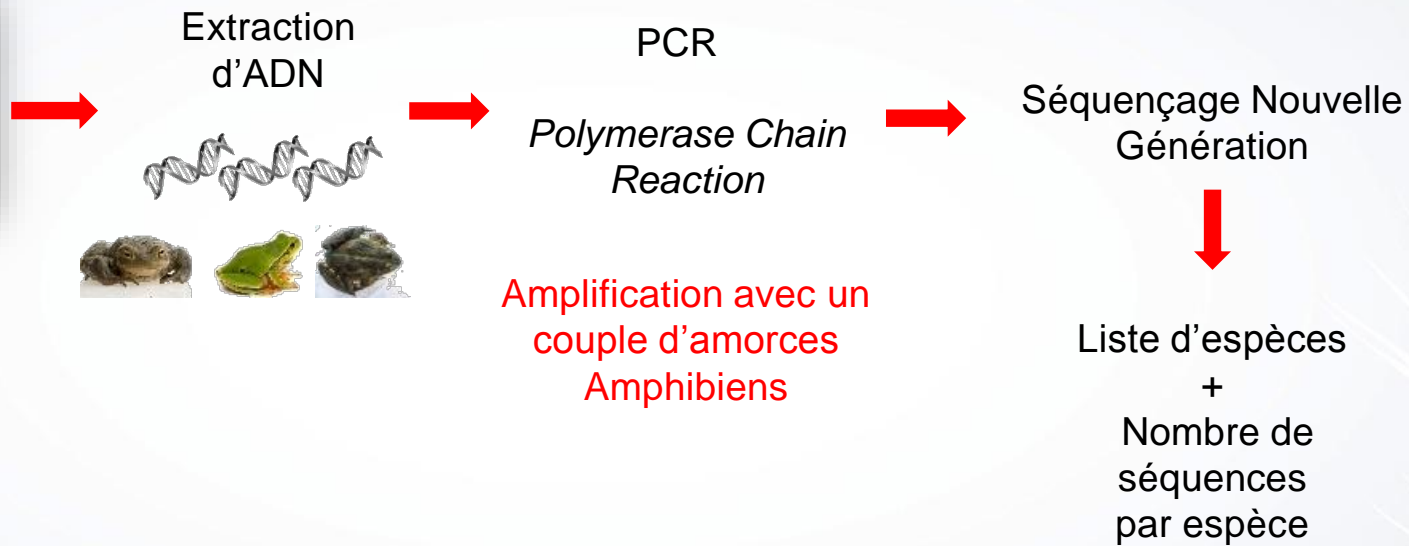 Extraction
d’ADN
PCR
Polymerase Chain
Reaction
Amplification avec un
couple d’amorces
Amphibiens
Séquençage Nouvelle
Génération
Liste d’espèces
+
Nombre de
séquences
par espèce